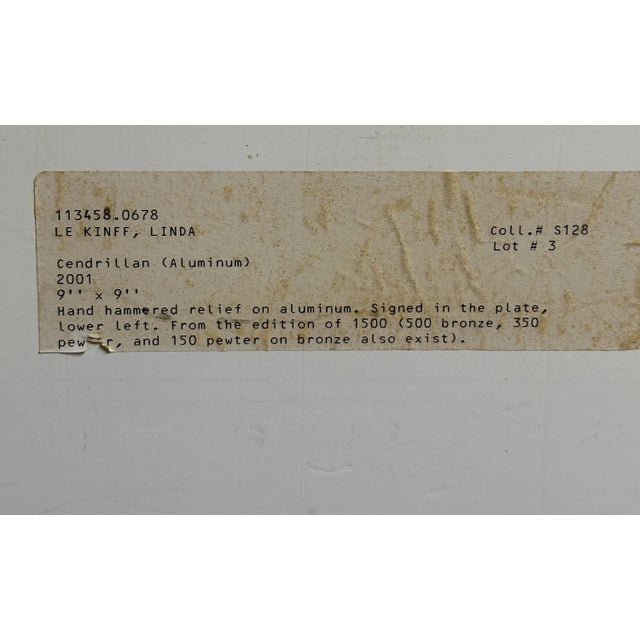 113458.0678
LE KINFF, LINDA
Coll.# S128
Lot # 3
Cendrillan (Aluminum)
2001
9'' x 9''
Hand hammered relief on aluminum. Signed in the plate,
lower left. From the edition of 1500 (500 bronze, 350
pewter, and 150 pewter on bronze also exist).